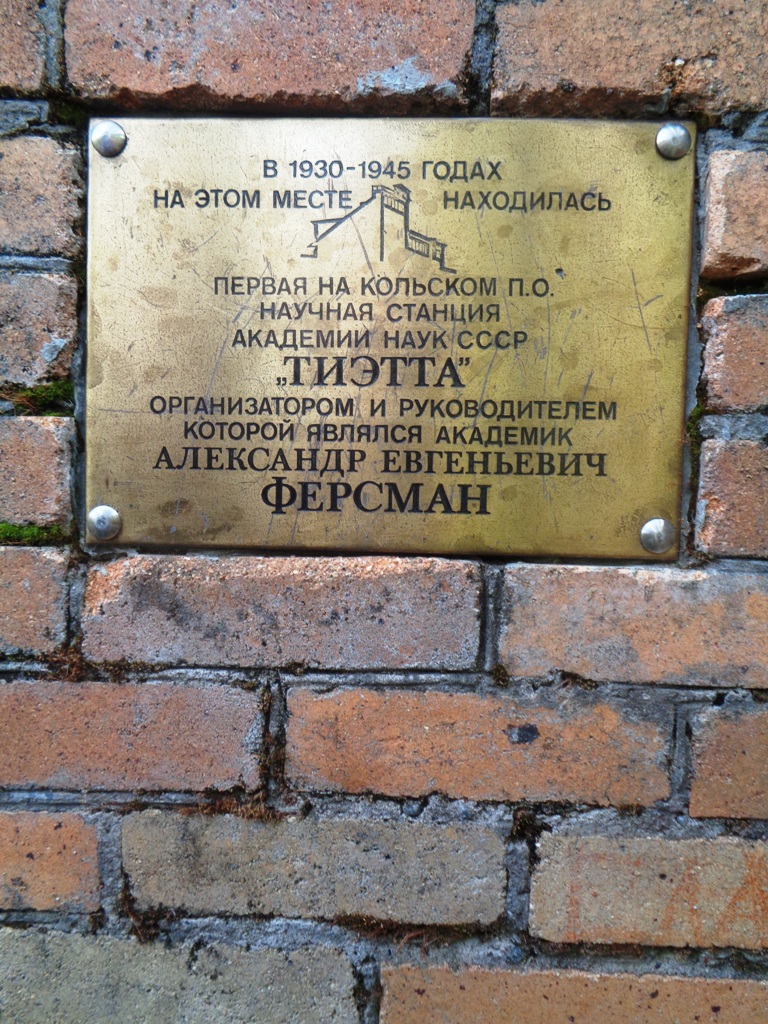 В 1930-1945 ГОДАХ
НА ЭТОМ МЕСТЕ НАХОДИЛАСЬ
ПЕРВАЯ НА КОЛЬСКОМ П.О.
НАУЧНАЯ СТАНЦИЯ
АКАДЕМИИ НАУК СССР
„ТИЭТТА”
ОРГАНИЗАТОРОМ И РУКОВОДИТЕЛЕМ
КОТОРОЙ ЯВЛЯЛСЯ АКАДЕМИК
АЛЕКСАНДР ЕВГЕНЬЕВИЧ
ФЕРСМАН